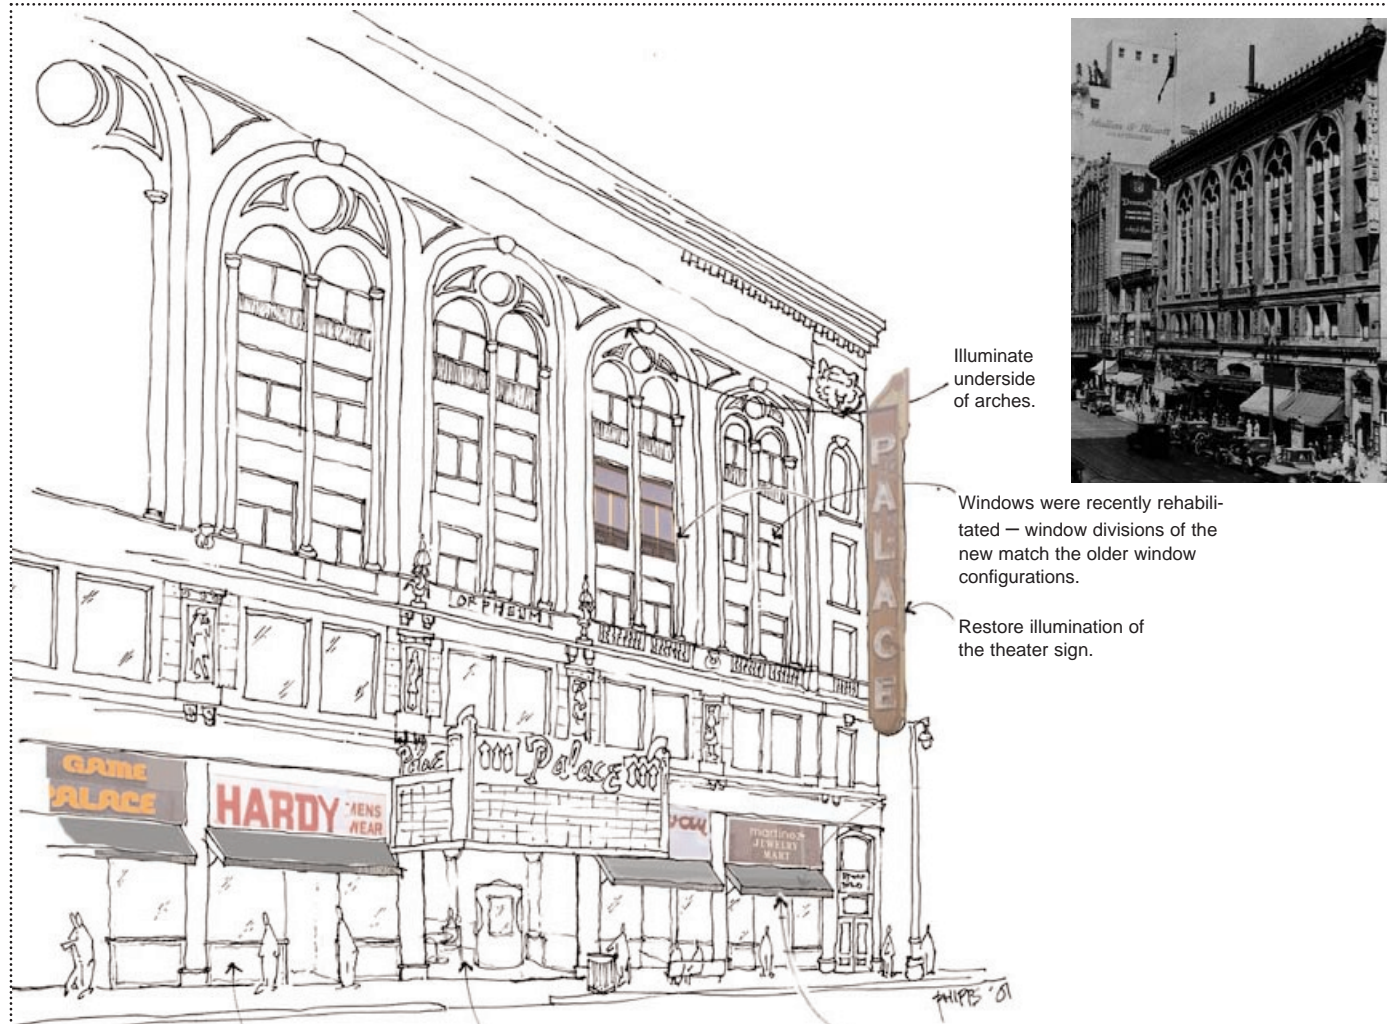 Illuminate
underside
of arches.
Windows were recently rehabili-
tated – window divisions of the
new match the older window
configurations.
Restore illumination of
the theater sign.
PALACE
ORPHEUM
Palace
Palace
GAME
PALACE
HARDY
MENS
WEAR
martinez
JEWELRY
MART
PHIPPS '01